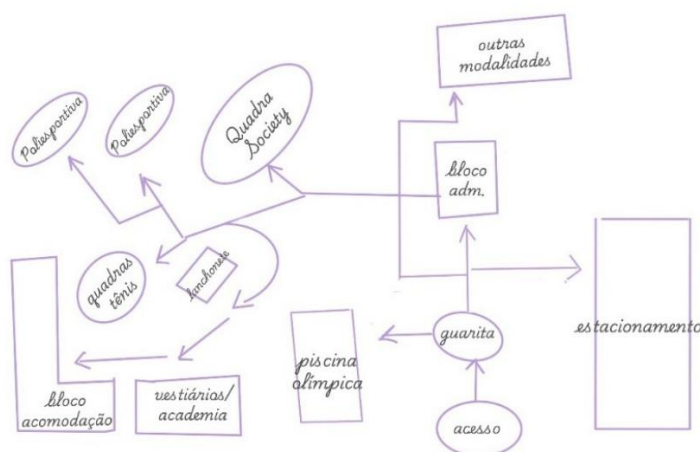 outras
modalidades
Poliesportiva
Poliesportiva
Quadra
Society
bloco
adm.
quadras
tênis
lanchonete
guarita
estacionamento
piscina
olímpica
bloco
acomodação
vestiários/
academia
acesso